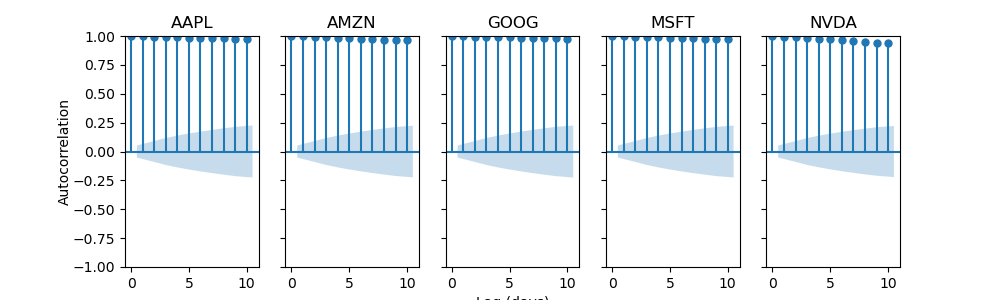 AAPL AMZN GOOG MSFT NVDA
1.00
0.75
0.50
0.25
0.00
−0.25
−0.50
−0.75
−1.00
Autocorrelation
0 5 10 0 5 10 0 5 10 0 5 10 0 5 10
Lag (days)